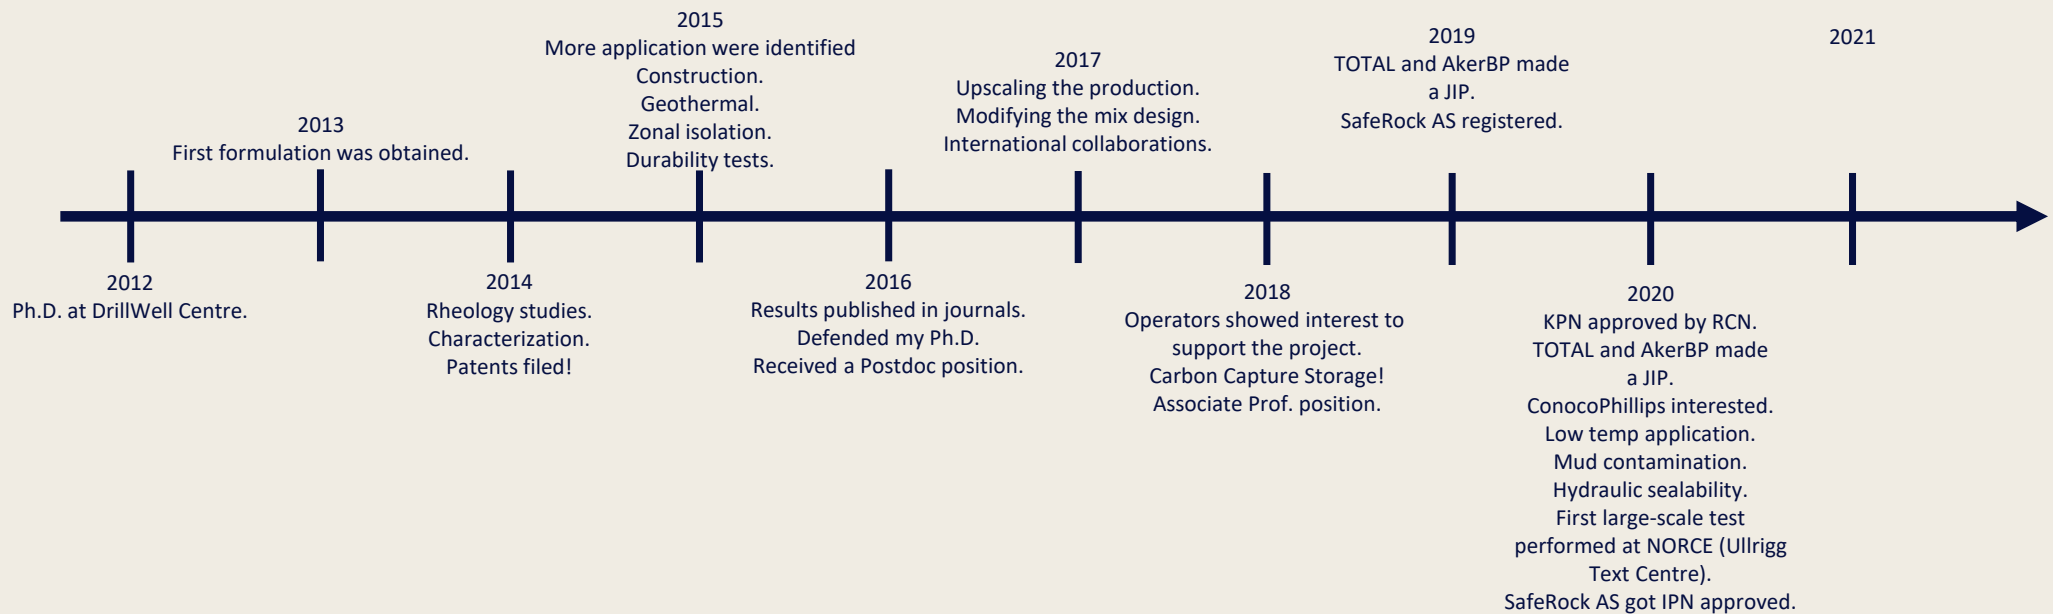 2012
Ph.D. at DrillWell Centre.
2013
First formulation was obtained.
2014
Rheology studies.
Characterization.
Patents filed!
2015
More application were identified
Construction.
Geothermal.
Zonal isolation.
Durability tests.
2016
Results published in journals.
Defended my Ph.D.
Received a Postdoc position.
2017
Upscaling the production.
Modifying the mix design.
International collaborations.
2018
Operators showed interest to
support the project.
Carbon Capture Storage!
Associate Prof. position.
2019
TOTAL and AkerBP made
a JIP.
SafeRock AS registered.
2020
KPN approved by RCN.
TOTAL and AkerBP made
a JIP.
ConocoPhillips interested.
Low temp application.
Mud contamination.
Hydraulic sealability.
First large-scale test
performed at NORCE (Ullrigg
Text Centre).
SafeRock AS got IPN approved.
2021